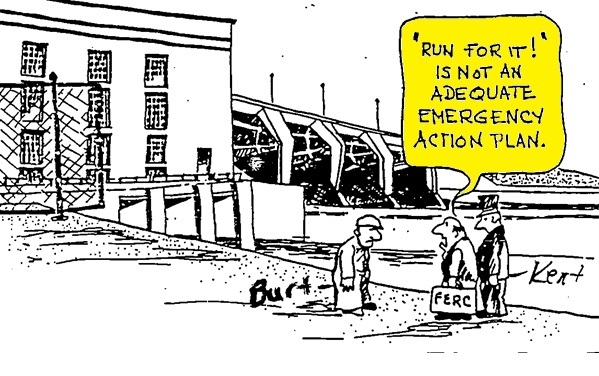 "RUN FOR IT!"
IS NOT AN
ADEQUATE
EMERGENCY
ACTION PLAN.
Burt
Kent
FERC